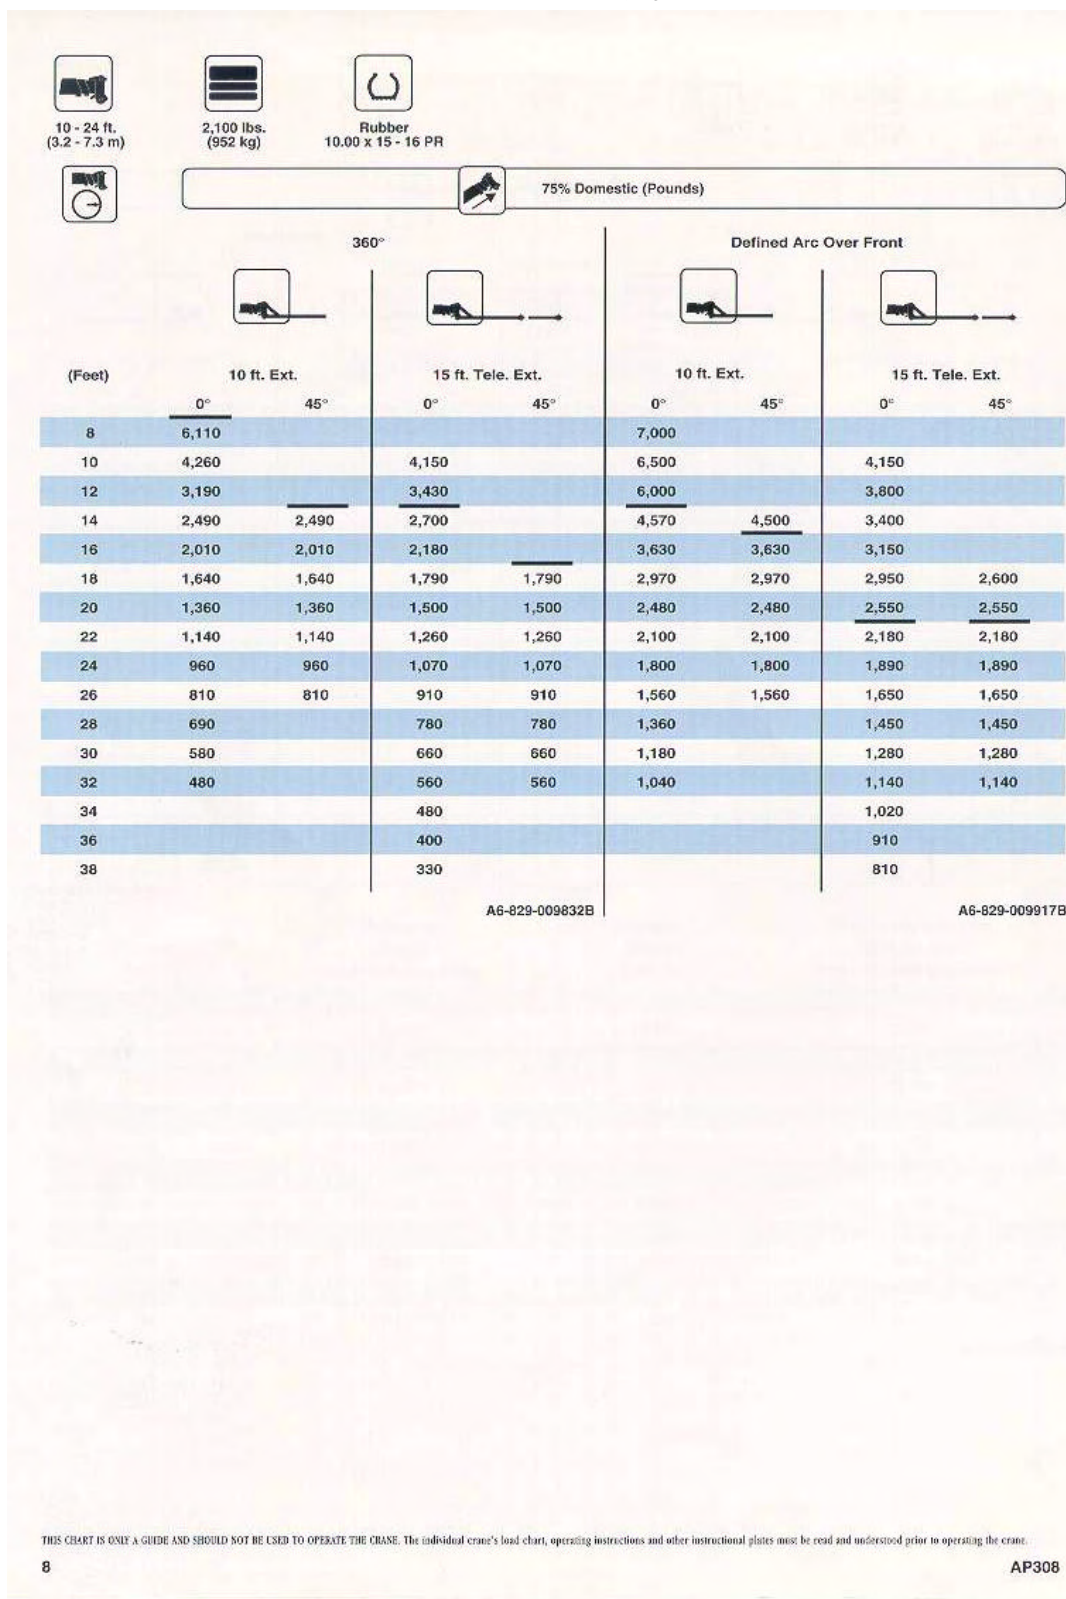 10 - 24 ft. 2,100 lbs. Rubber
(3.2 - 7.3 m) (952 kg) 10.00 x 15 - 16 PR
75% Domestic (Pounds)
360° Defined Arc Over Front
(Feet) 10 ft. Ext. 15 ft. Tele. Ext. 10 ft. Ext. 15 ft. Tele. Ext.
0° 45° 0° 45° 0° 45° 0° 45°
8 6,110 7,000
10 4,260 4,150 6,500 4,150
12 3,190 3,430 6,000 3,800
14 2,490 2,490 2,700 4,570 4,500 3,400
16 2,010 2,010 2,180 3,630 3,630 3,150
18 1,640 1,640 1,790 1,790 2,970 2,970 2,950 2,600
20 1,360 1,360 1,500 1,500 2,480 2,480 2,550 2,550
22 1,140 1,140 1,260 1,260 2,100 2,100 2,180 2,180
24 960 960 1,070 1,070 1,800 1,800 1,890 1,890
26 810 810 910 910 1,560 1,560 1,650 1,650
28 690 780 780 1,360 1,450 1,450
30 580 660 660 1,180 1,280 1,280
32 480 560 560 1,040 1,140 1,140
34 480 1,020
36 400 910
38 330 810
A6-829-009832B A6-829-009917B
THIS CHART IS ONLY A GUIDE AND SHOULD NOT BE USED TO OPERATE THE CRANE. The individual crane's load chart, operating instructions and other instructional plates must be read and understood prior to operating the crane.
8 AP308